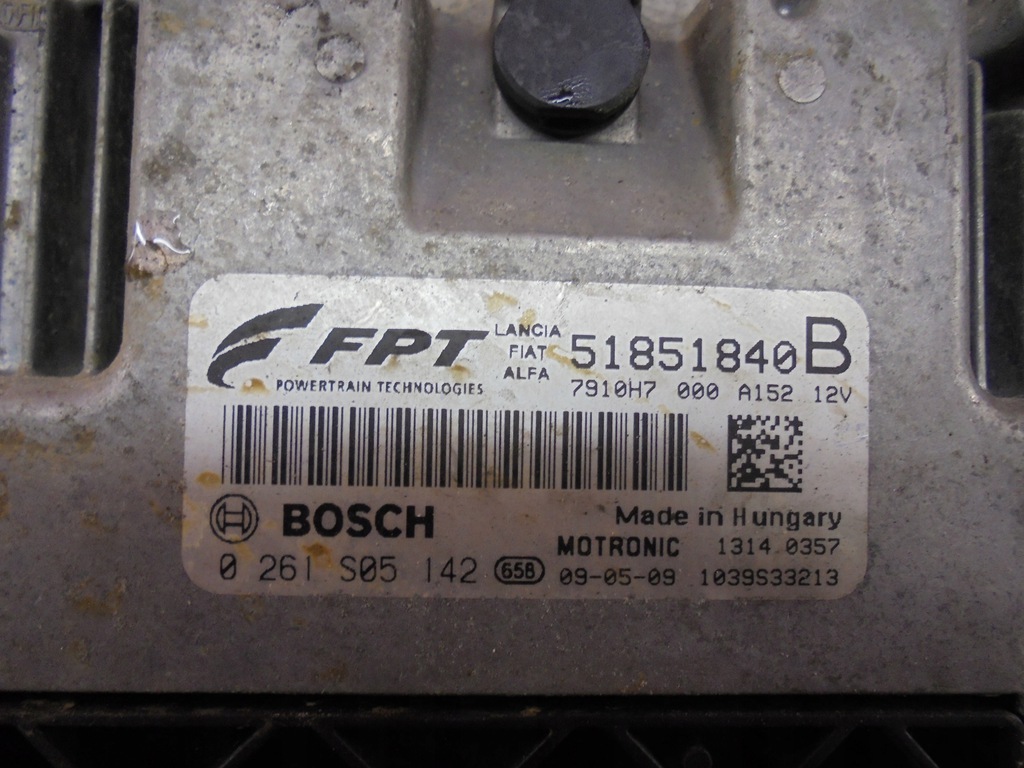 FPT
POWERTRAIN TECHNOLOGIES
LANCIA
FIAT
ALFA
51851840 B
7910H7 000 A152 12V
BOSCH
Made in Hungary
MOTRONIC 1314 0357
0 261 S05 142 658 09-05-09 1039S33213